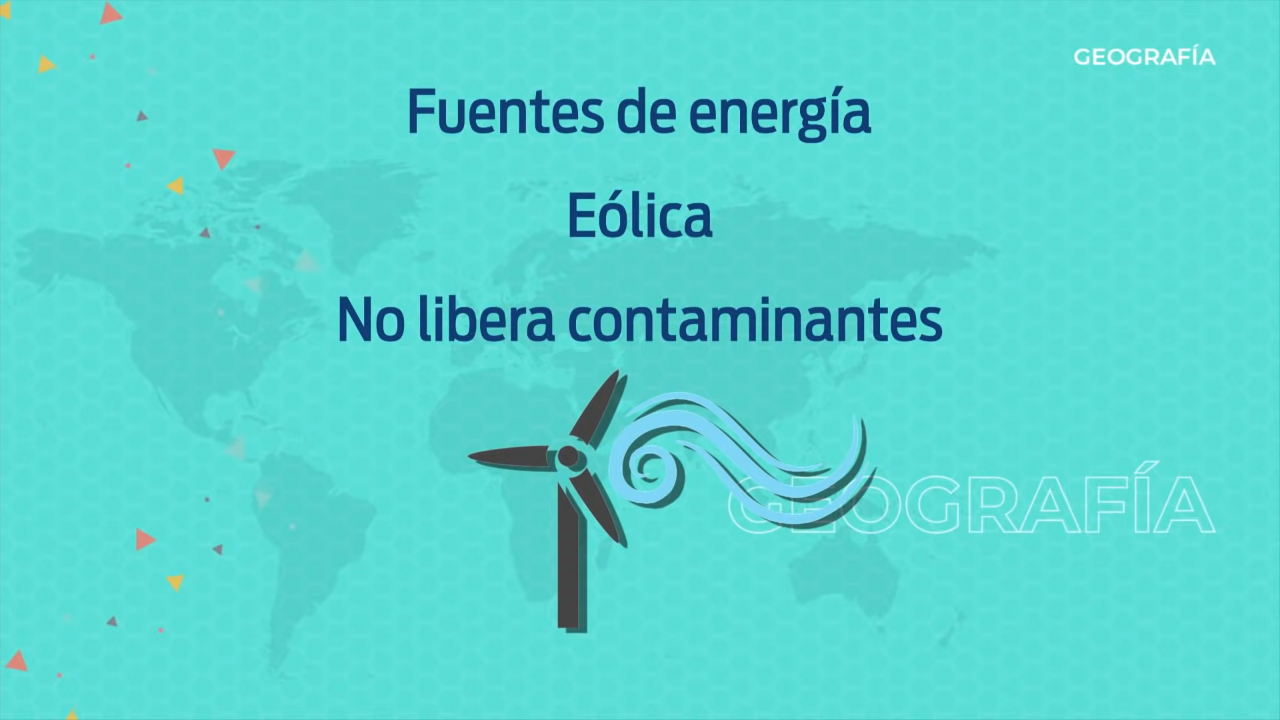 GEOGRAFÍA
Fuentes de energía
Eólica
No libera contaminantes
GEOGRAFÍA